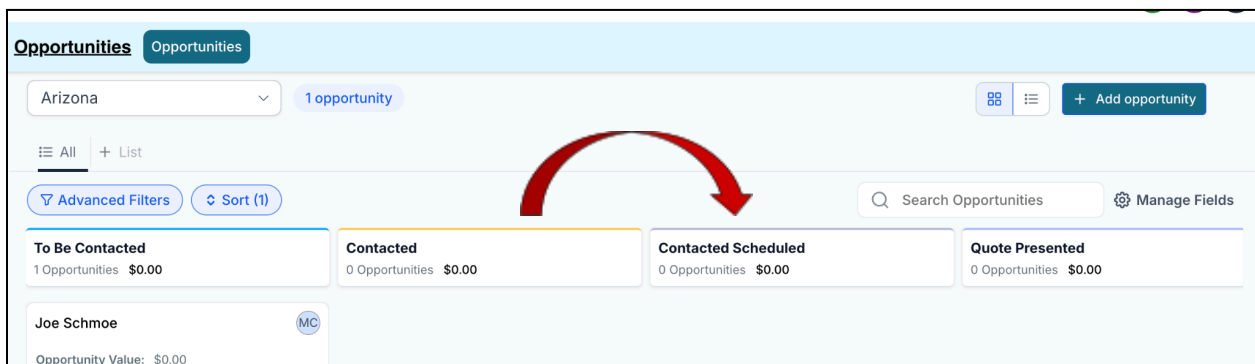 Opportunities Opportunities
Arizona 1 opportunity + Add opportunity
All + List
Advanced Filters Sort (1) Search Opportunities Manage Fields
To Be Contacted Contacted Contacted Scheduled Quote Presented
1 Opportunities $0.00 0 Opportunities $0.00 0 Opportunities $0.00 0 Opportunities $0.00
Joe Schmoe MC
Opportunity Value: $0.00